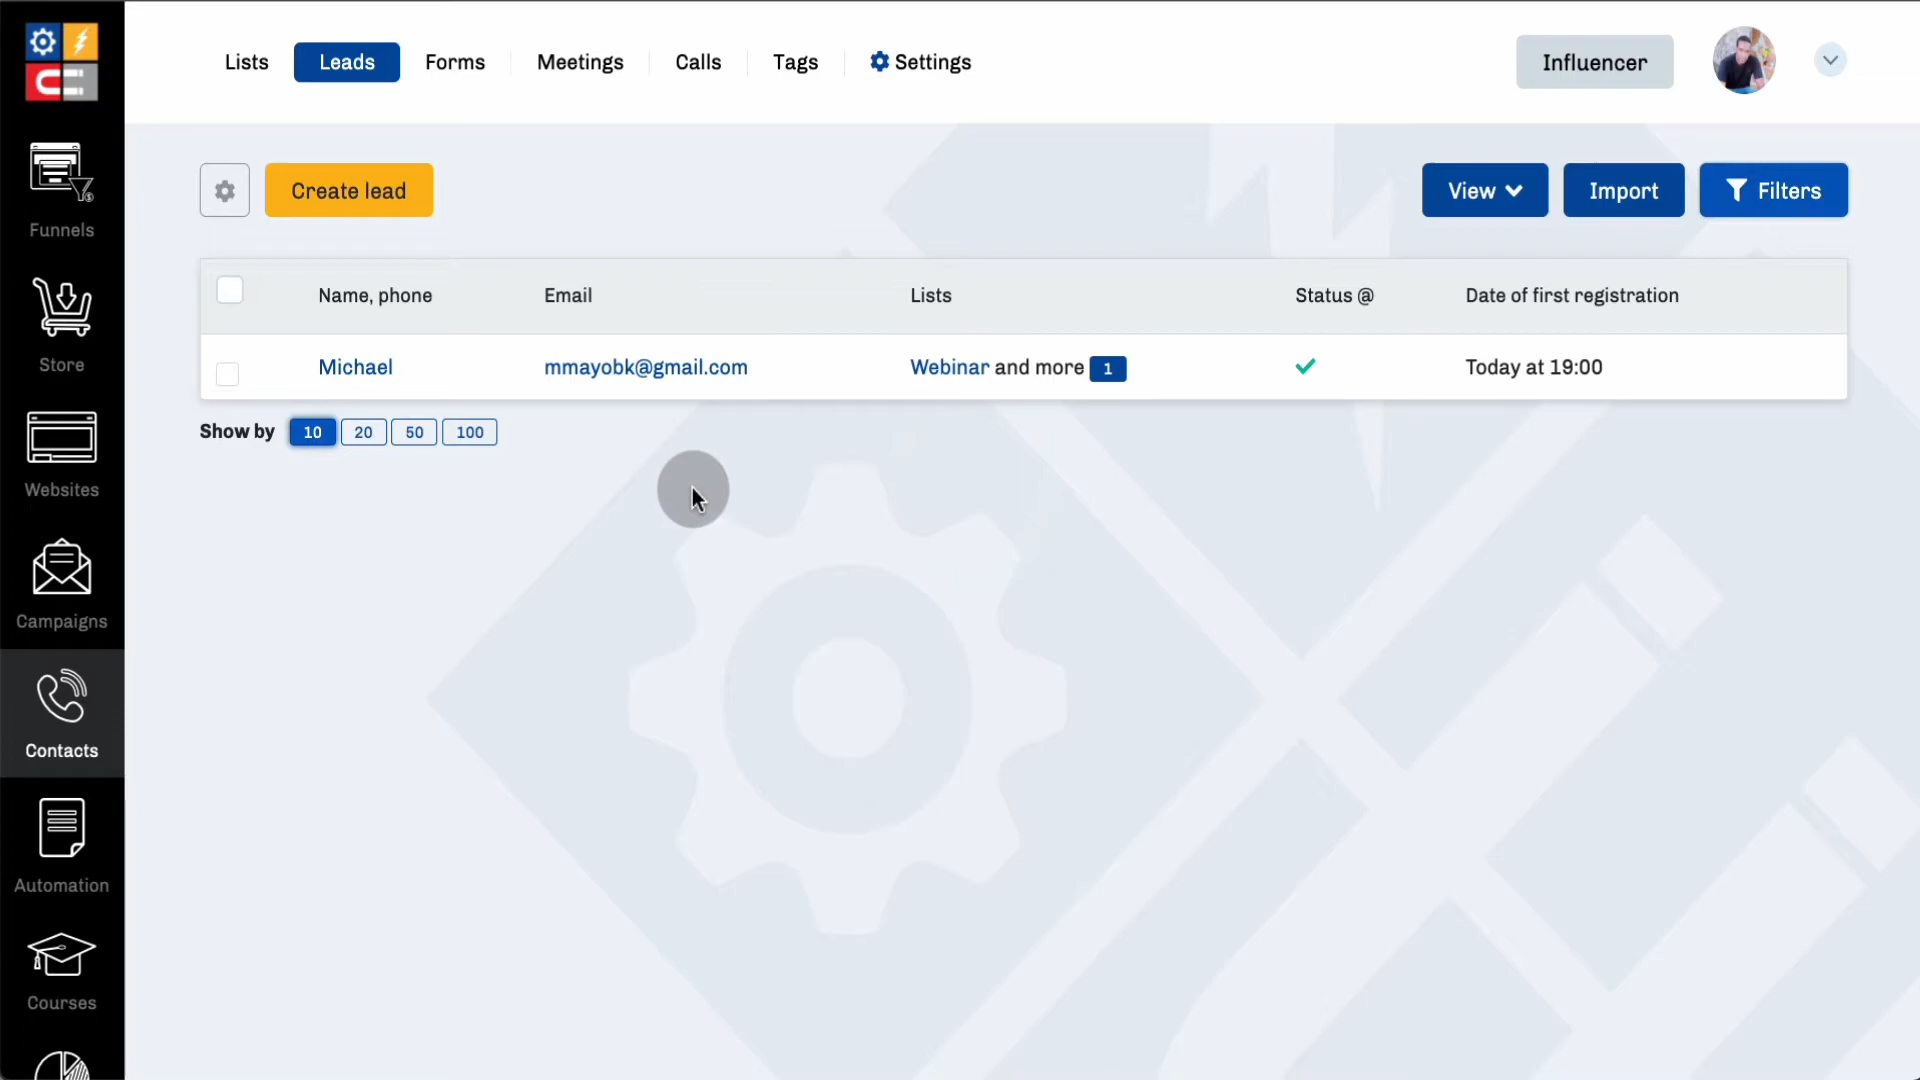 Lists Leads Forms Meetings Calls Tags Settings Influencer
Funnels
Store
Websites
Campaigns
Contacts
Automation
Courses
Create lead View Import Filters
Name, phone Email Lists Status @ Date of first registration
Michael mmayobk@gmail.com Webinar and more 1 Today at 19:00
Show by 10 20 50 100